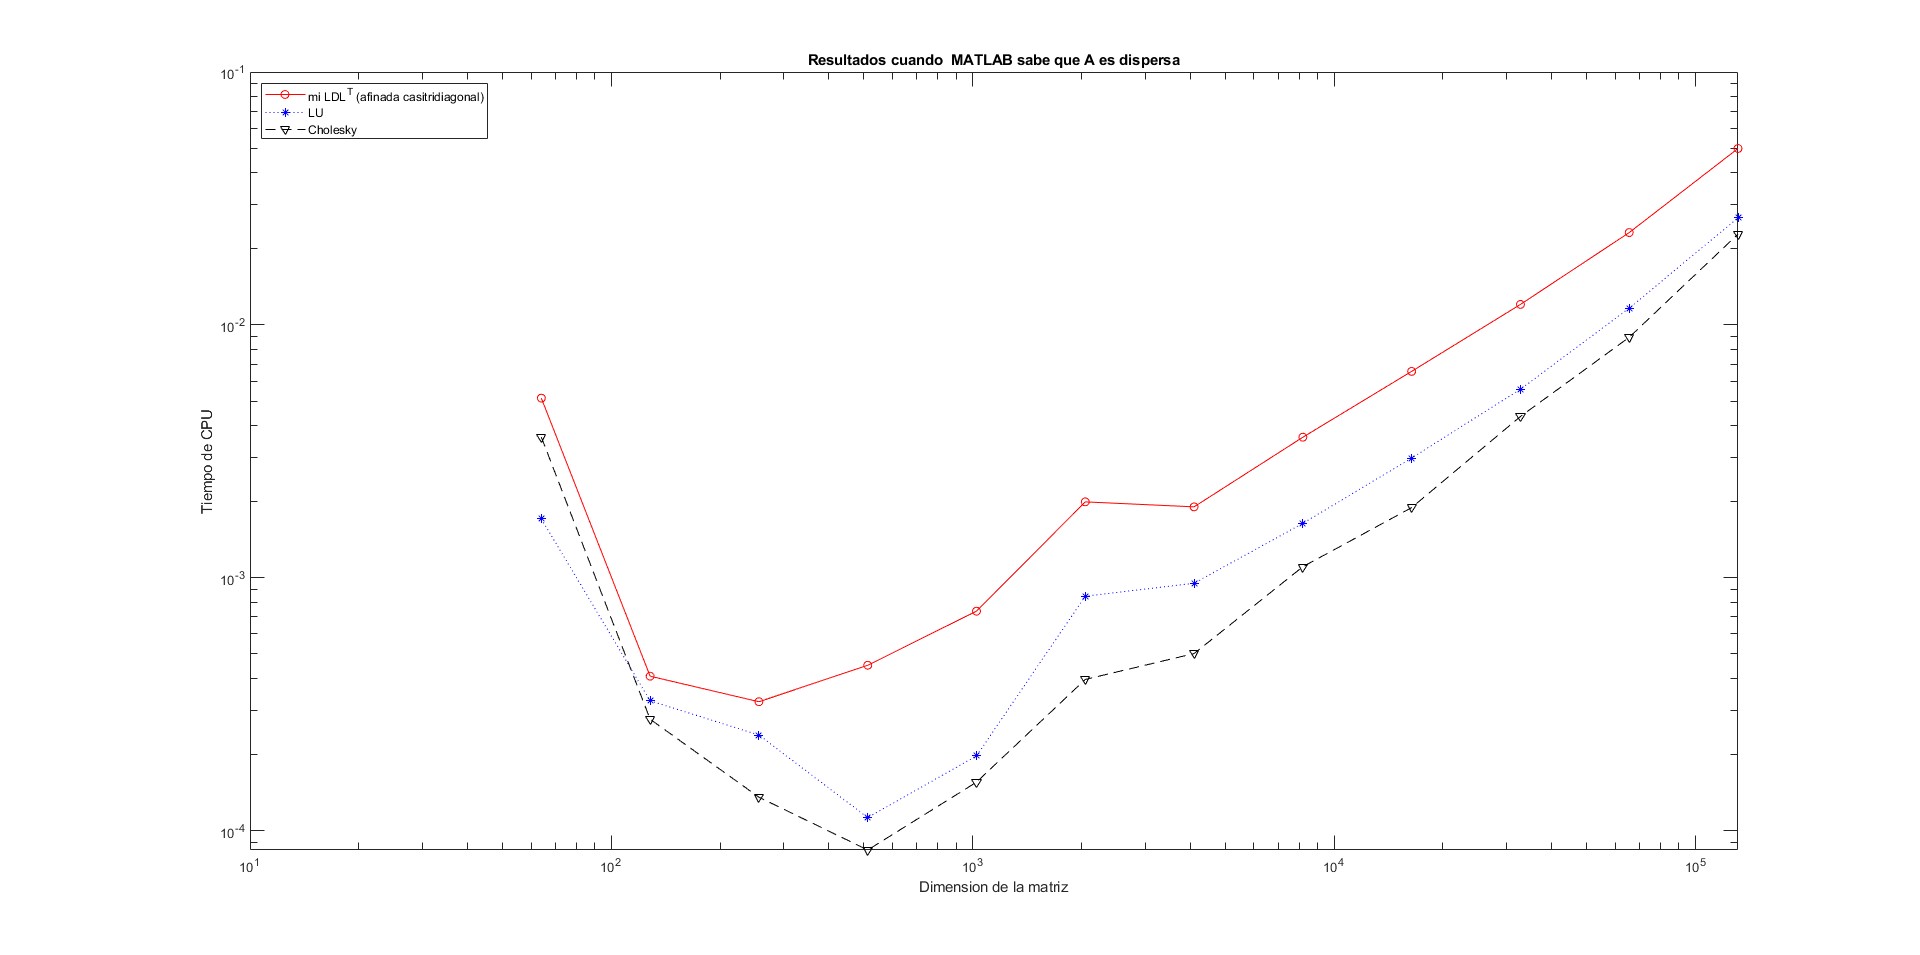 Resultados cuando  MATLAB sabe que A es dispersa
mi LDL^T (afinada casitridiagonal)
LU
Cholesky
Tiempo de CPU
10^-1
10^-2
10^-3
10^-4
10^1
10^2
10^3
10^4
10^5
Dimension de la matriz